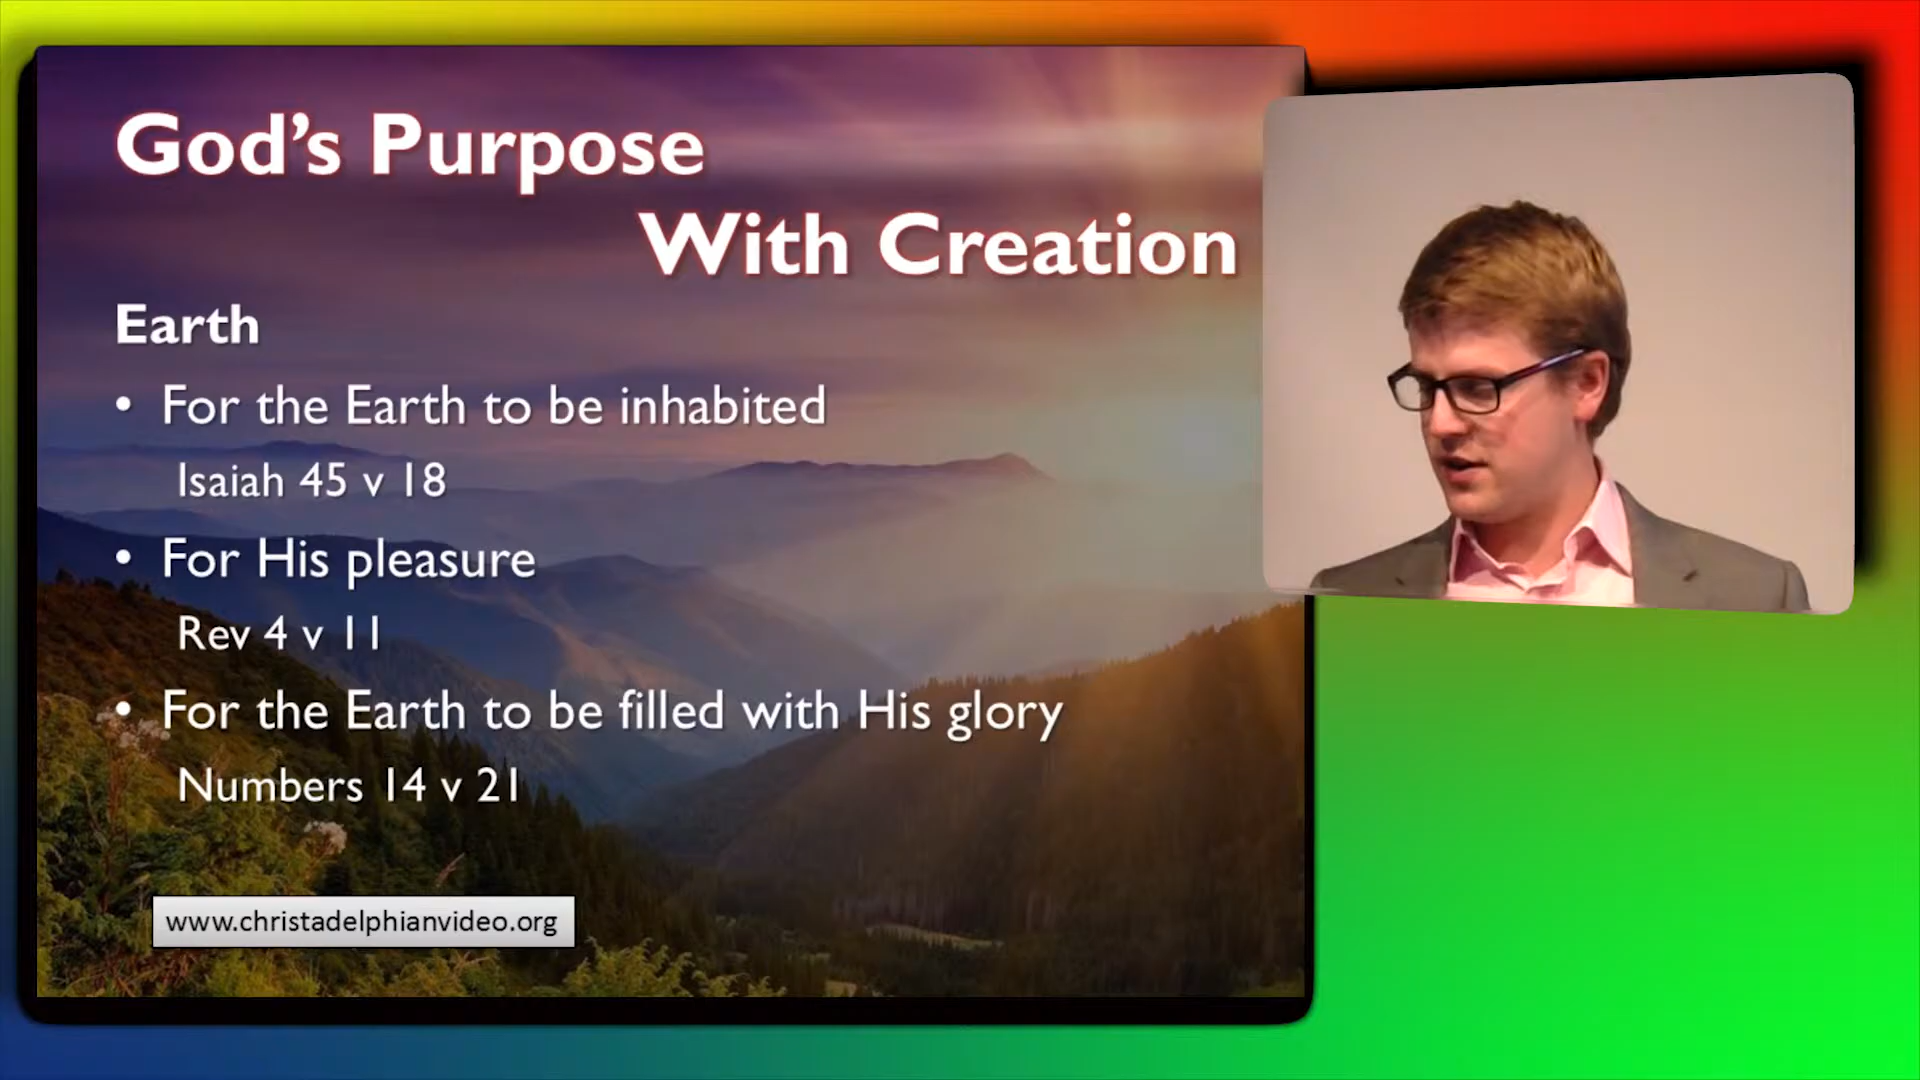 God's Purpose
With Creation
Earth
• For the Earth to be inhabited
Isaiah 45 v 18
• For His pleasure
Rev 4 v 11
• For the Earth to be filled with His glory
Numbers 14 v 21
www.christadelphianvideo.org